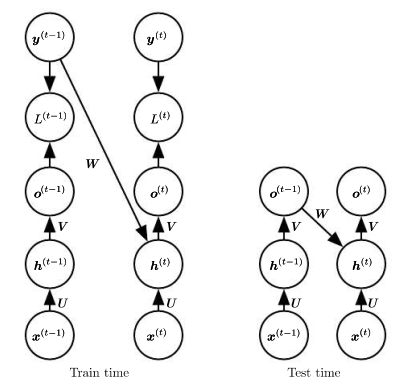 y^(t−1) y^(t)
L^(t−1) L^(t)
W
o^(t−1) o^(t) o^(t−1) o^(t)
W
V V V V
h^(t−1) h^(t) h^(t−1) h^(t)
U U U U
x^(t−1) x^(t) x^(t−1) x^(t)
Train time Test time